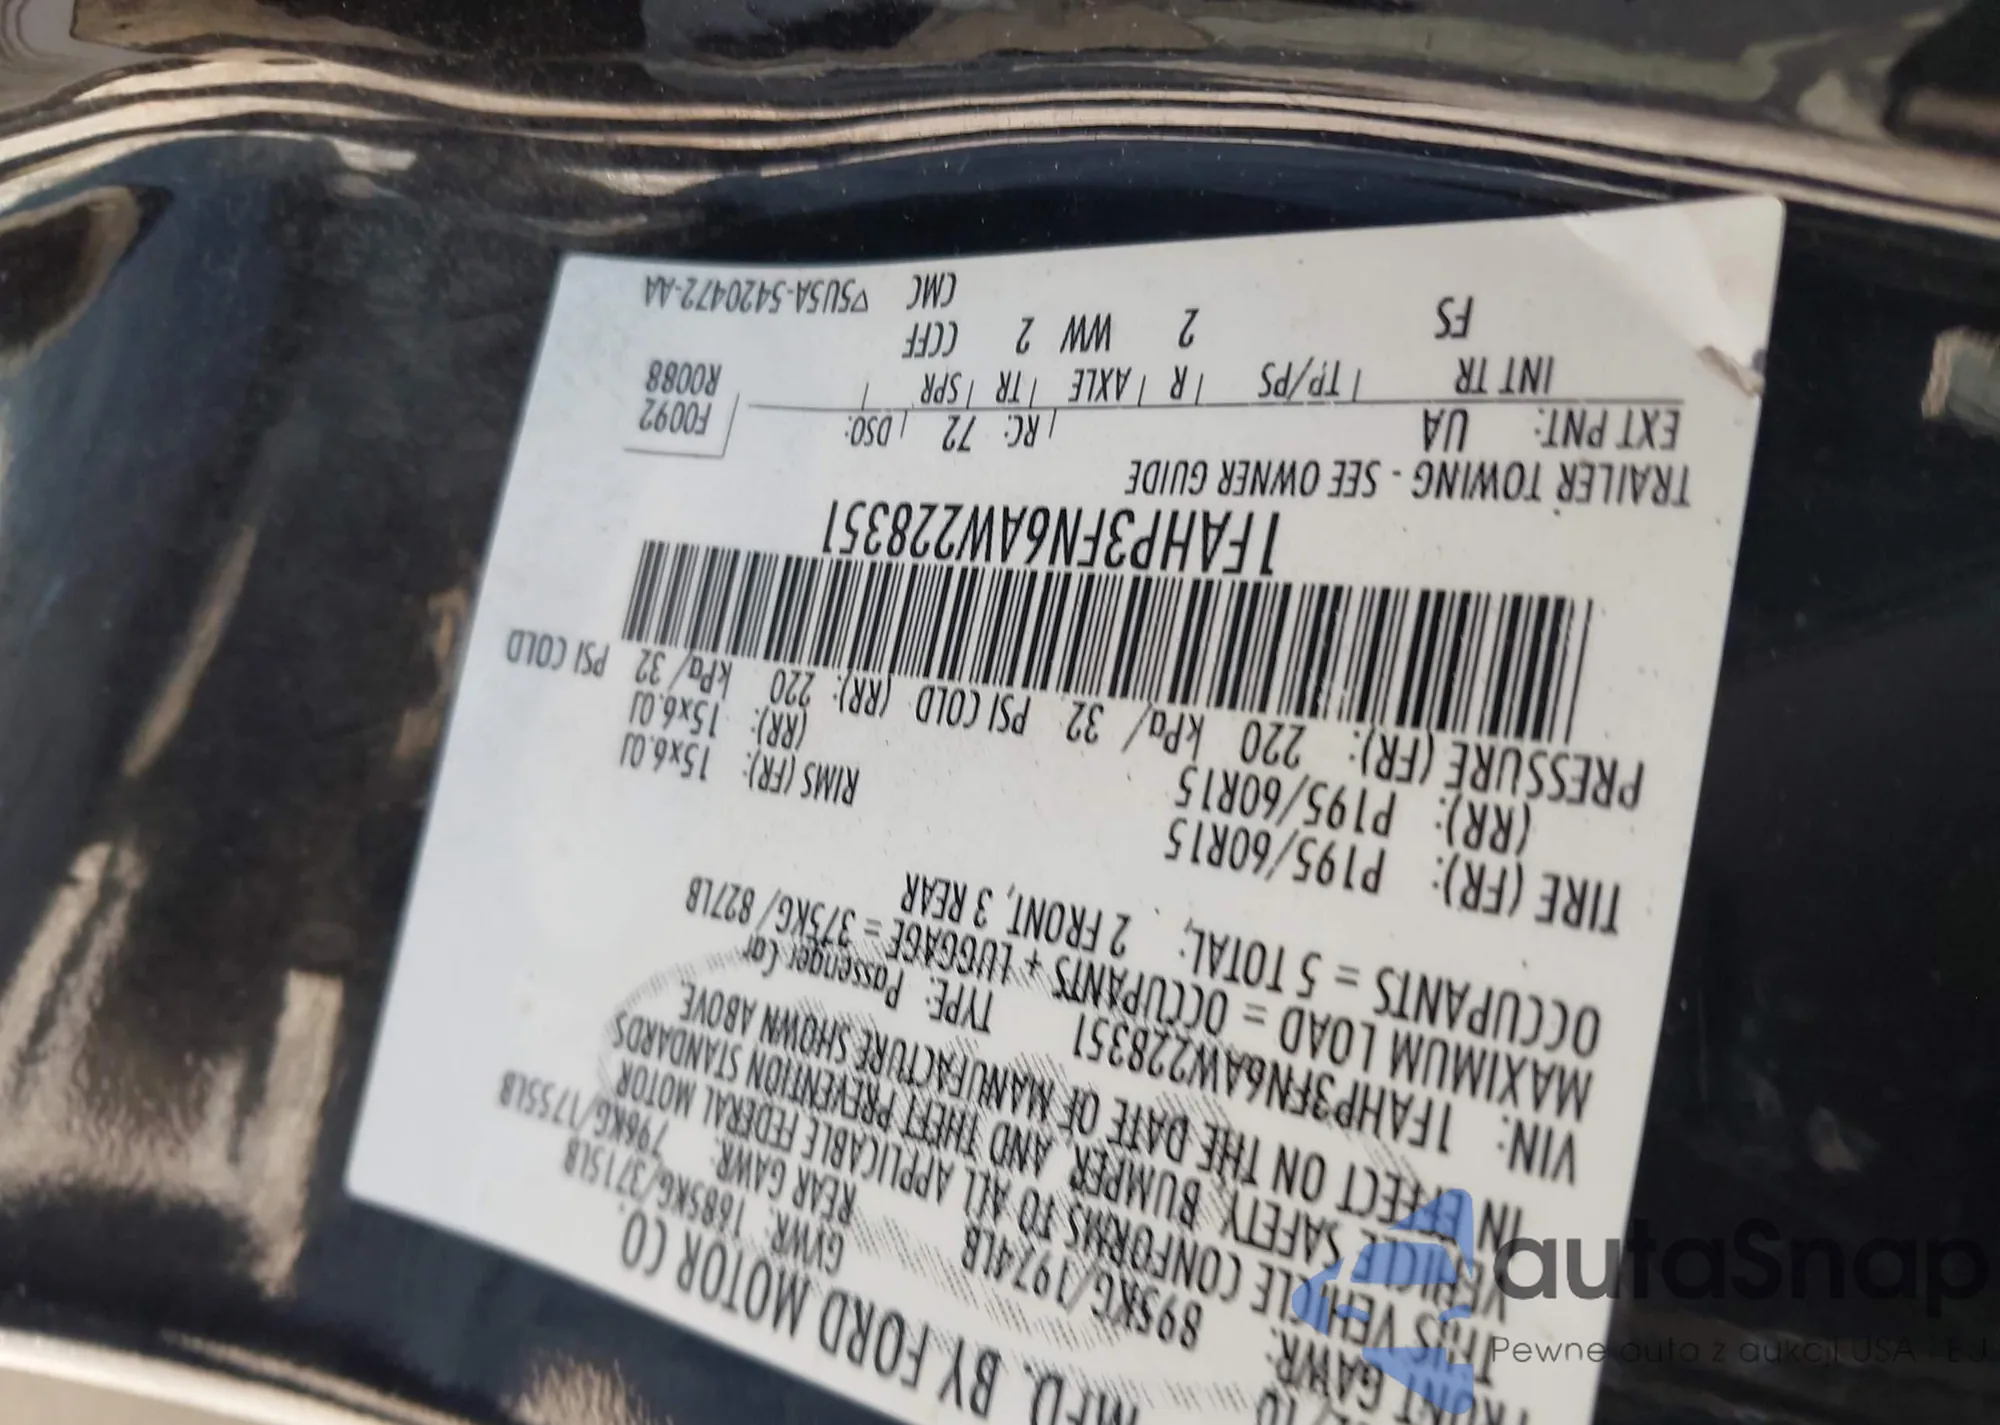 MFD. BY FORD MOTOR CO.
2/10 GVWR: 1685KG/3715LB
FRONT GAWR: 895KG/1974LB REAR GAWR: 796KG/1755LB
THIS VEHICLE CONFORMS TO ALL APPLICABLE FEDERAL MOTOR
VEHICLE SAFETY, BUMPER, AND THEFT PREVENTION STANDARDS
IN EFFECT ON THE DATE OF MANUFACTURE SHOWN ABOVE.
VIN: 1FAHP3FN6AW228351 TYPE: Passenger Car
MAXIMUM LOAD = OCCUPANTS + LUGGAGE = 375KG/ 827LB
OCCUPANTS = 5 TOTAL; 2 FRONT, 3 REAR
TIRE (FR): P195/60R15 RIMS (FR): 15x6.0J
(RR): P195/60R15 (RR): 15x6.0J
PRESSURE (FR): 220 kPa/ 32 PSI COLD (RR): 220 kPa/ 32 PSI COLD
1FAHP3FN6AW228351
TRAILER TOWING - SEE OWNER GUIDE
EXT PNT: UA RC: 72 DSO: F0092
INT TR TP/PS R AXLE TR SPR R0088
FS 2 WW 2 CCFF
CMC ▽5U5A-5420472-AA
autaSnap
Pewne auta z aukcji USA i EU